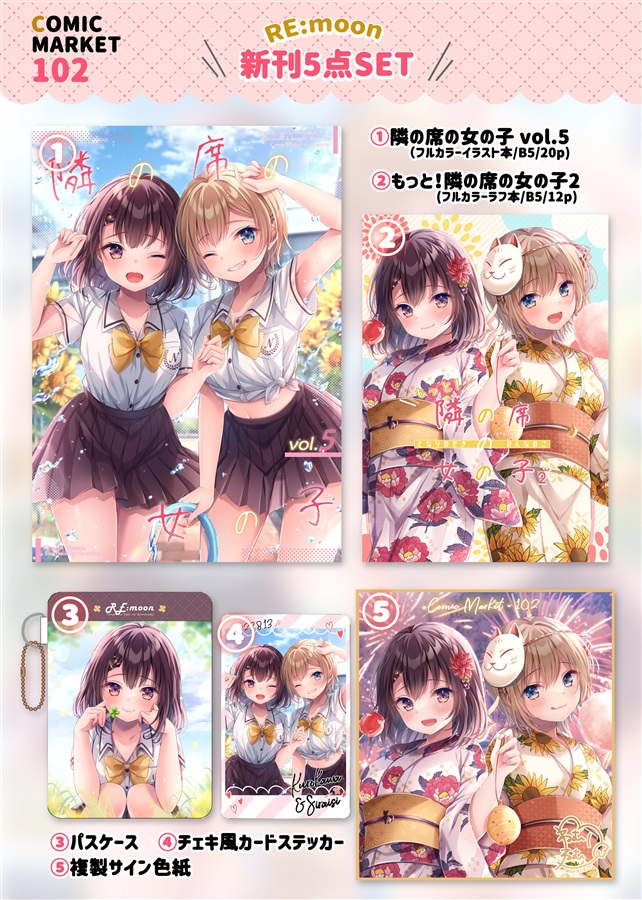 COMIC
MARKET
102
RE:moon
新刊5点SET
①隣の席の女の子 vol.5
(フルカラーイラスト本/B5/20p)
②もっと!隣の席の女の子2
(フルカラーラフ本/B5/12p)
①
隣の席の
vol.5
女の子
②
隣の席
女の子2
③
RE:moon
④
Kurokawa
& Siraisi
⑤
Comic Market・102
③パスケース ④チェキ風カードステッカー
⑤複製サイン色紙